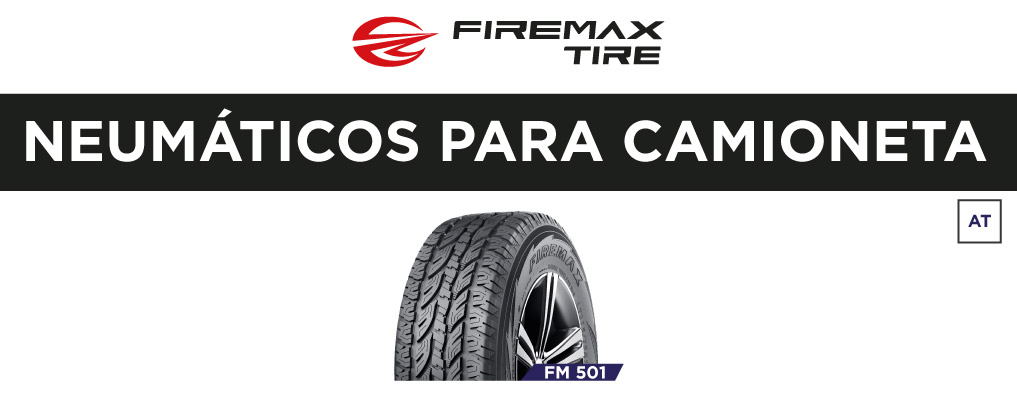 FIREMAX
TIRE
NEUMÁTICOS PARA CAMIONETA
AT
FIREMAX
FM 501